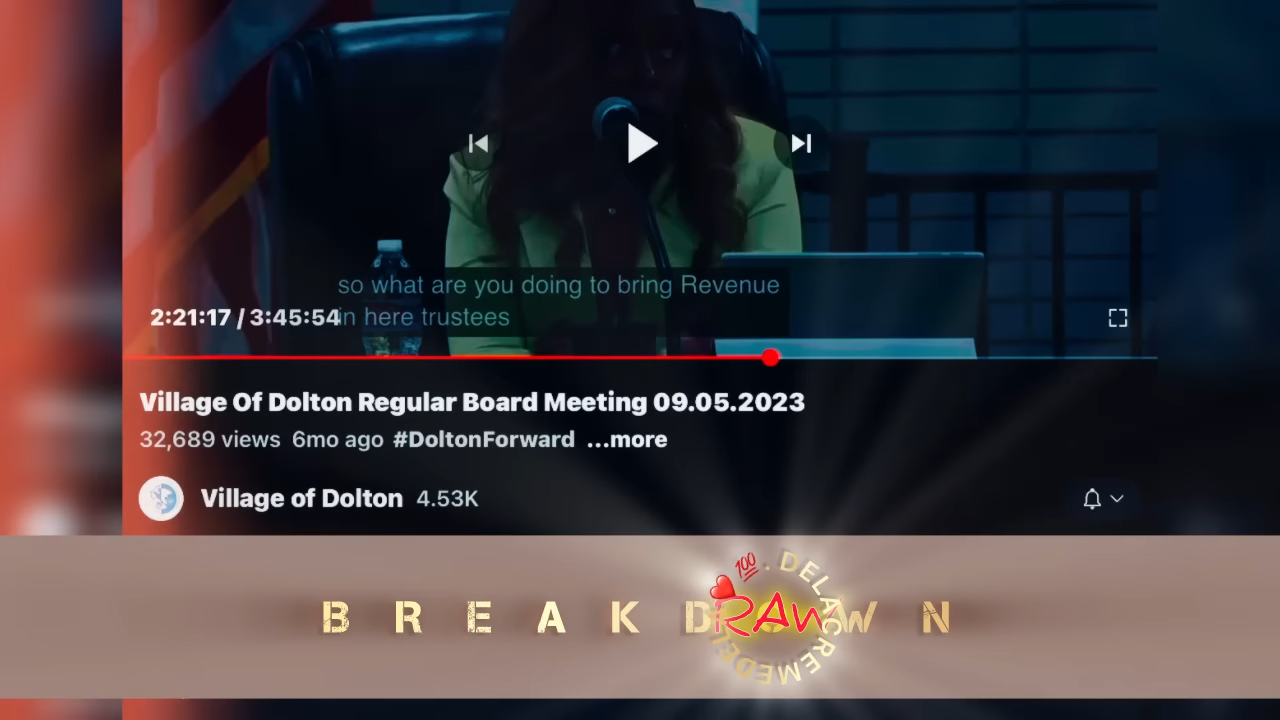 so what are you doing to bring Revenue
in here trustees
2:21:17 / 3:45:54
Village Of Dolton Regular Board Meeting 09.05.2023
32,689 views 6mo ago #DoltonForward ...more
Village of Dolton 4.53K
BREAKDOWN
💯. DELACREMEDEL
RAW